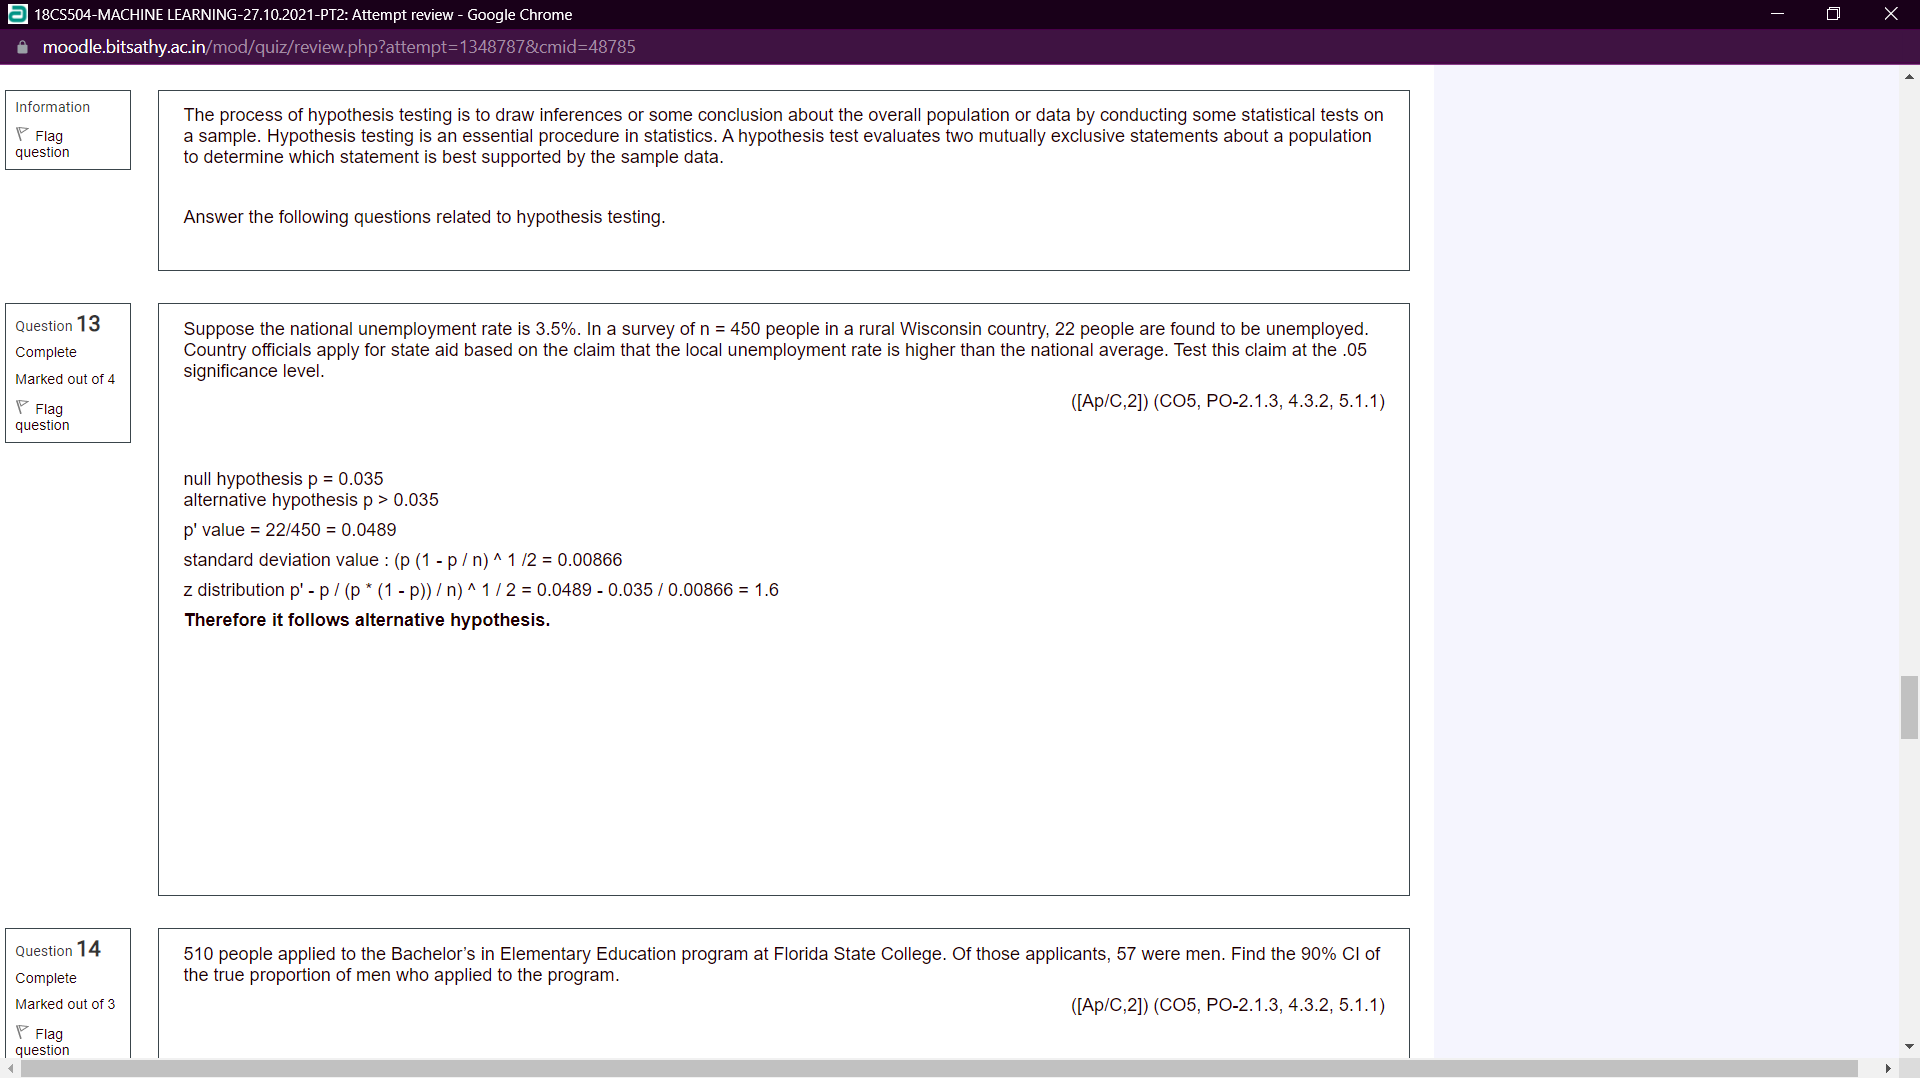 18CS504-MACHINE LEARNING-27.10.2021-PT2: Attempt review - Google Chrome
moodle.bitsathy.ac.in/mod/quiz/review.php?attempt=1348787&cmid=48785
Information
Flag
question
The process of hypothesis testing is to draw inferences or some conclusion about the overall population or data by conducting some statistical tests on
a sample. Hypothesis testing is an essential procedure in statistics. A hypothesis test evaluates two mutually exclusive statements about a population
to determine which statement is best supported by the sample data.
Answer the following questions related to hypothesis testing.
Question 13
Complete
Marked out of 4
Flag
question
Suppose the national unemployment rate is 3.5%. In a survey of n = 450 people in a rural Wisconsin country, 22 people are found to be unemployed.
Country officials apply for state aid based on the claim that the local unemployment rate is higher than the national average. Test this claim at the .05
significance level.
([Ap/C,2]) (CO5, PO-2.1.3, 4.3.2, 5.1.1)
null hypothesis p = 0.035
alternative hypothesis p > 0.035
p' value = 22/450 = 0.0489
standard deviation value : (p (1 - p / n) ^ 1 /2 = 0.00866
z distribution p' - p / (p * (1 - p)) / n) ^ 1 / 2 = 0.0489 - 0.035 / 0.00866 = 1.6
Therefore it follows alternative hypothesis.
Question 14
Complete
Marked out of 3
Flag
question
510 people applied to the Bachelor’s in Elementary Education program at Florida State College. Of those applicants, 57 were men. Find the 90% CI of
the true proportion of men who applied to the program.
([Ap/C,2]) (CO5, PO-2.1.3, 4.3.2, 5.1.1)